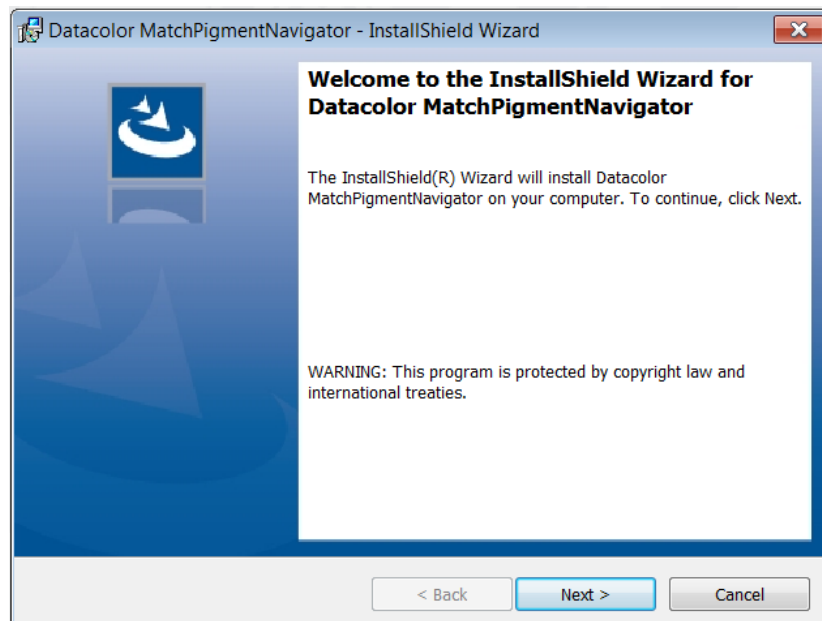 Datacolor MatchPigmentNavigator - InstallShield Wizard
Welcome to the InstallShield Wizard for
Datacolor MatchPigmentNavigator
The InstallShield(R) Wizard will install Datacolor
MatchPigmentNavigator on your computer. To continue, click Next.
WARNING: This program is protected by copyright law and
international treaties.
< Back
Next >
Cancel